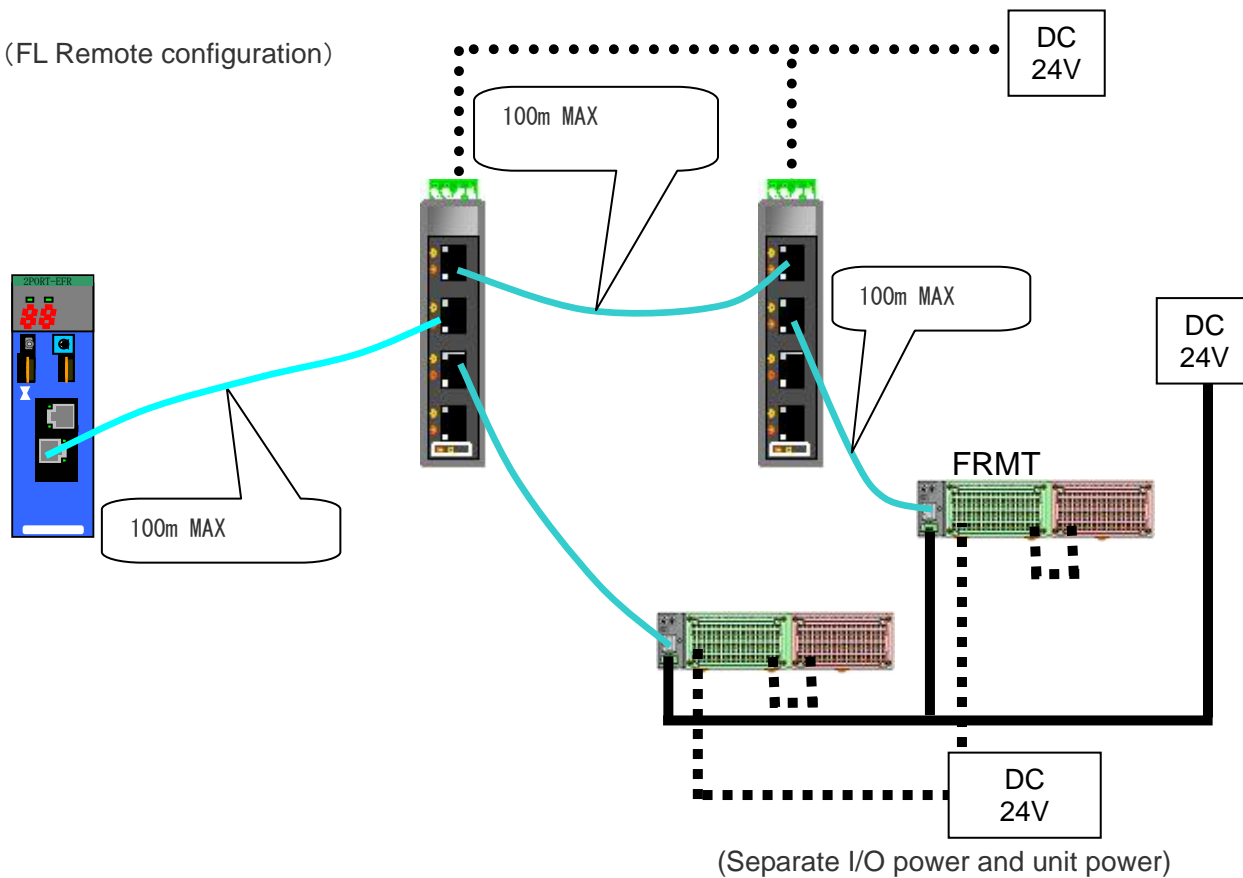 （FL Remote configuration）
DC
24V
100m MAX
2PORT-EFR
100m MAX
DC
24V
100m MAX
FRMT
DC
24V
(Separate I/O power and unit power)